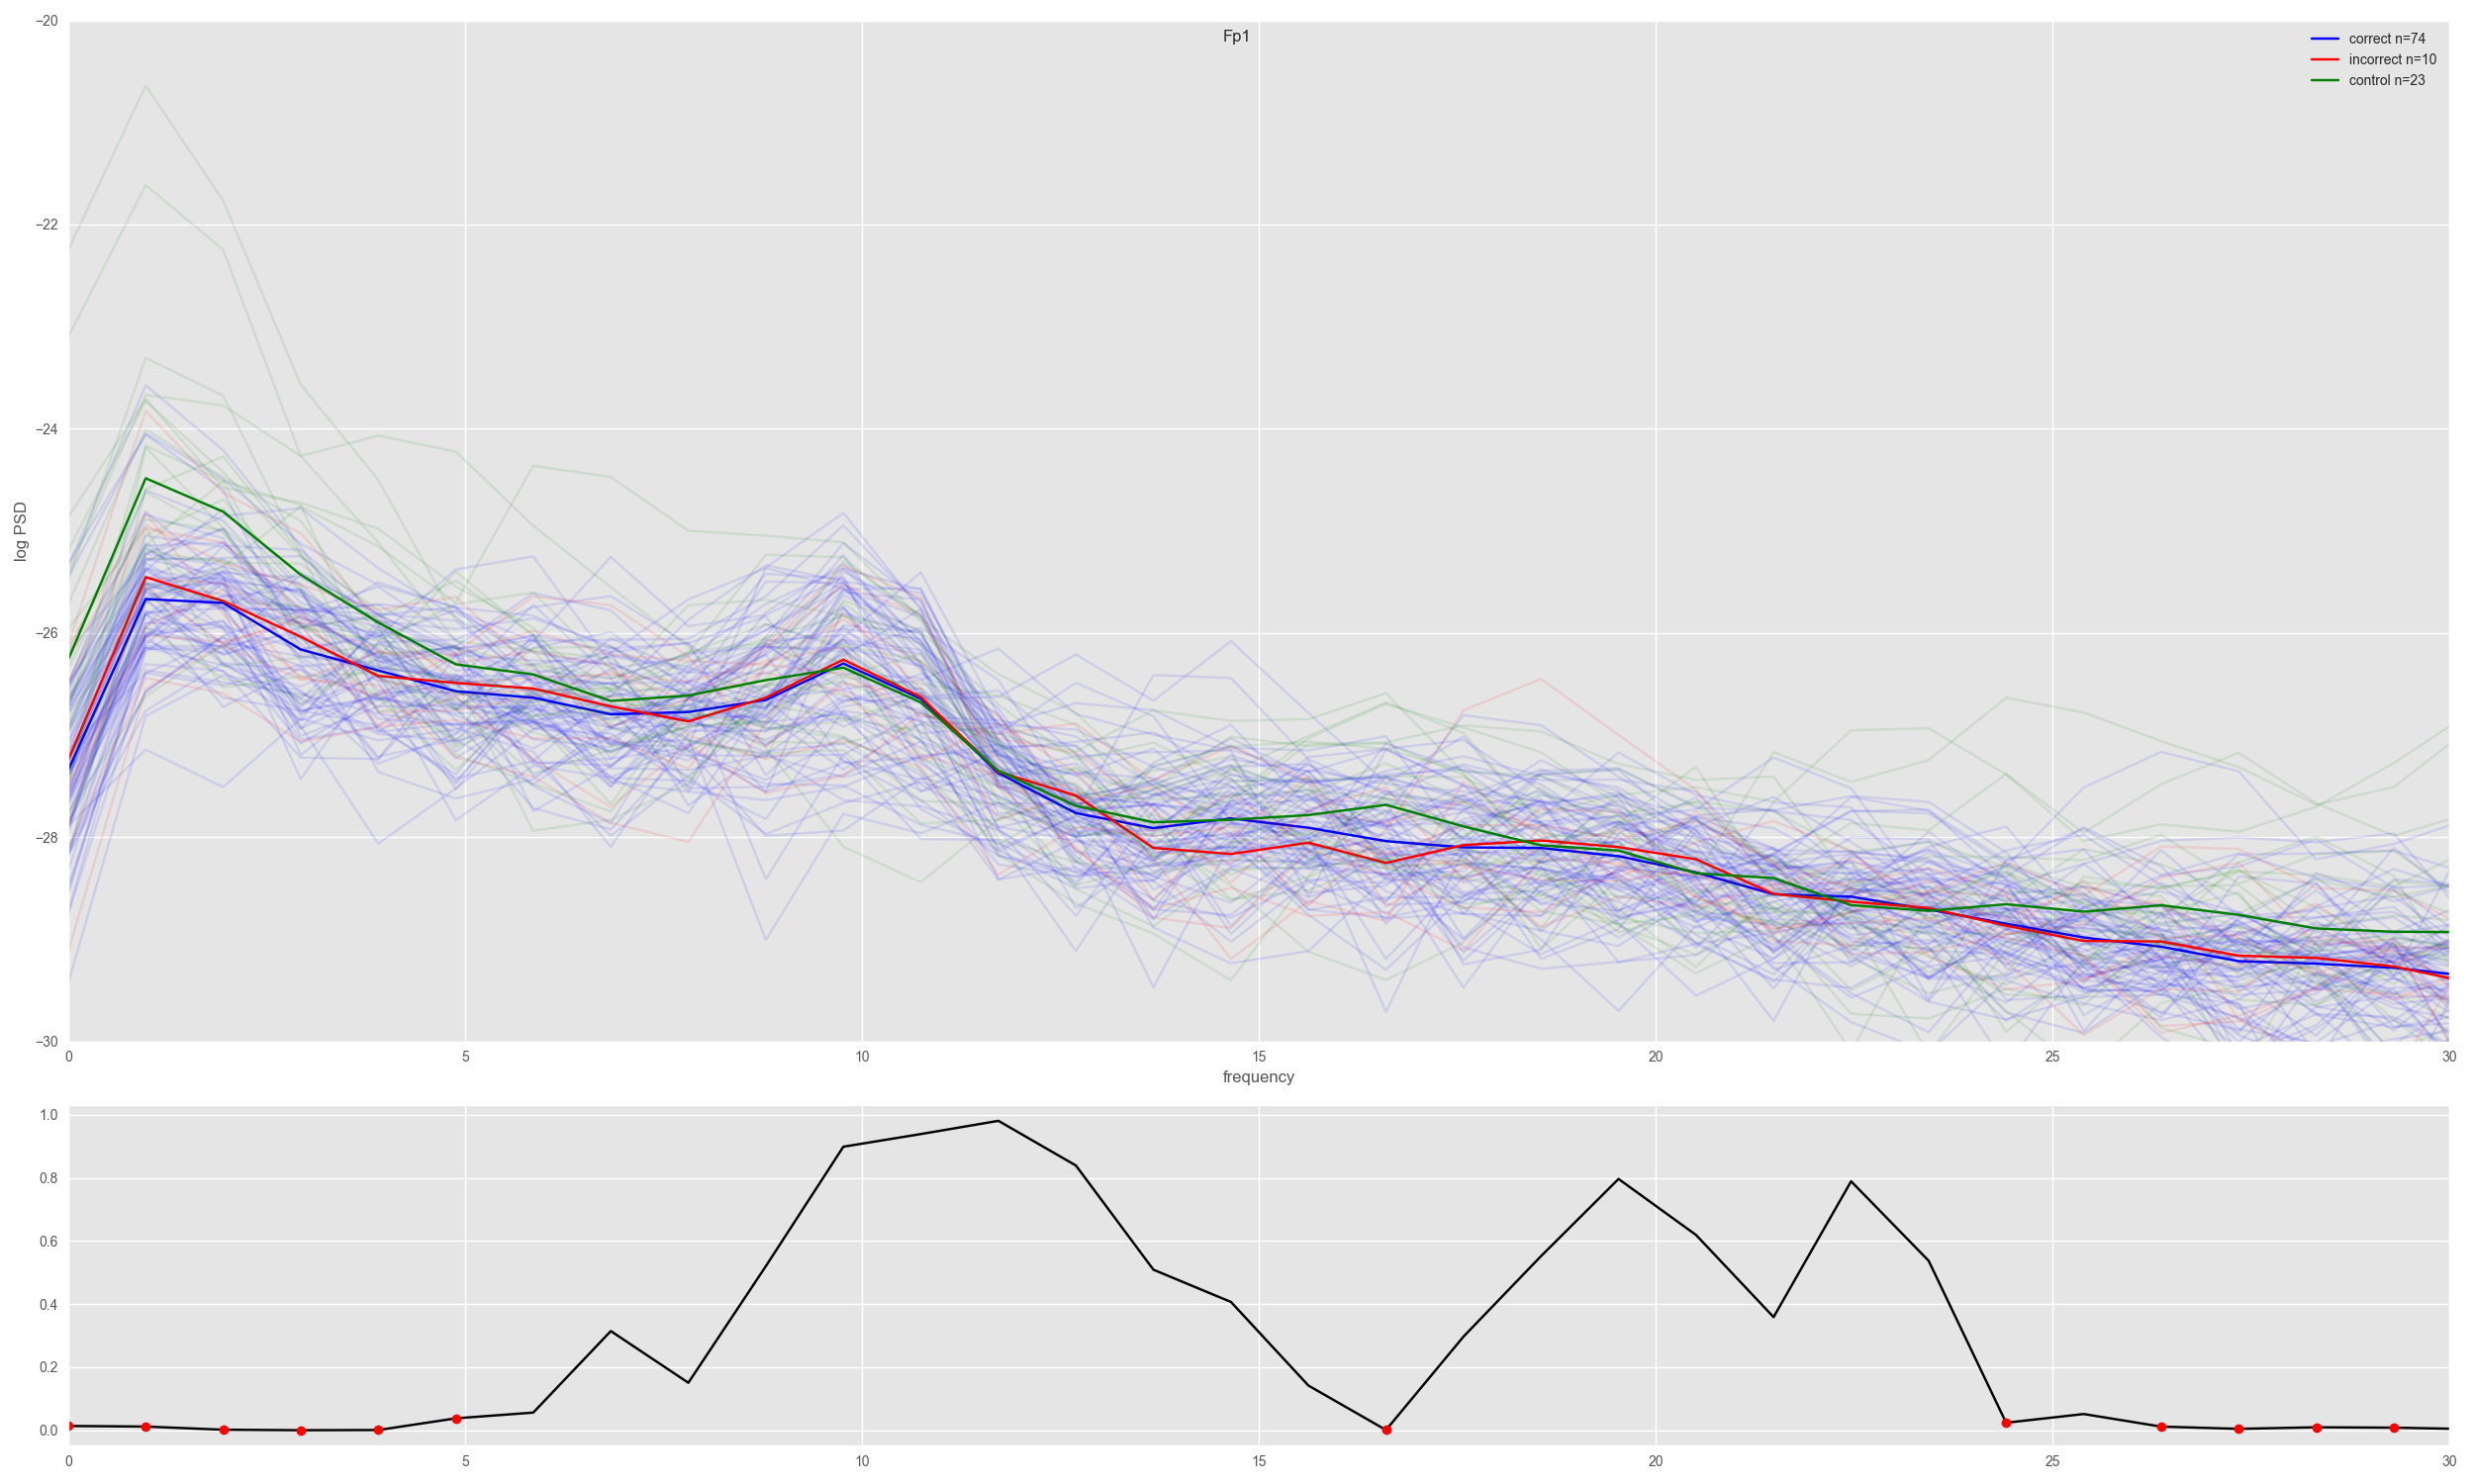 Fp1
correct n=74
incorrect n=10
control n=23
−20
−22
−24
−26
−28
−30
log PSD
0 5 10 15 20 25 30
frequency
1.0
0.8
0.6
0.4
0.2
0.0
0 5 10 15 20 25 30